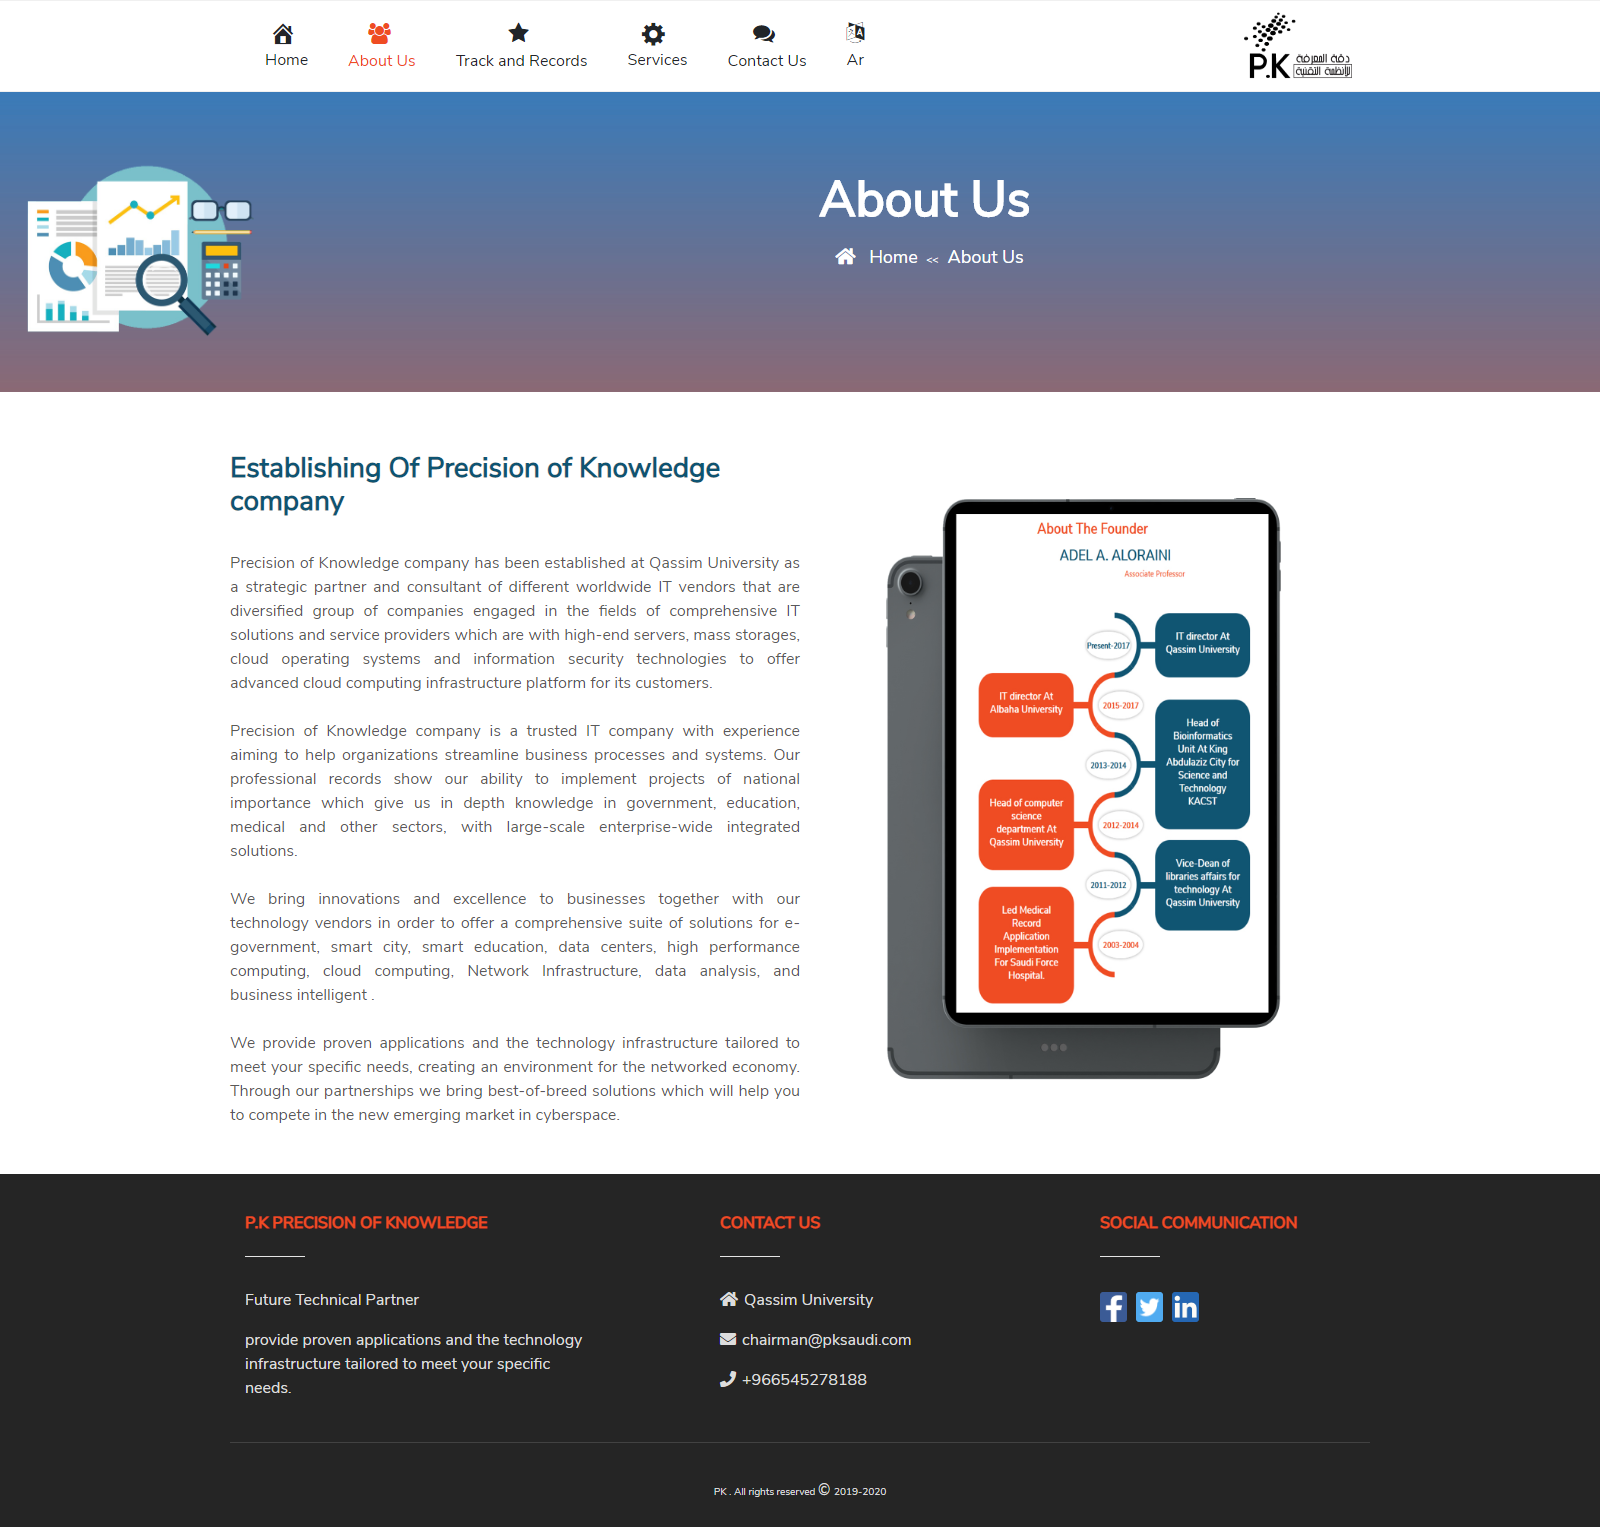 Home
About Us
Track and Records
Services
Contact Us
Ar
P.K
دقة المعرفة
للأنظمة التقنية
About Us
Home << About Us
Establishing Of Precision of Knowledge
company
Precision of Knowledge company has been established at Qassim University as
a strategic partner and consultant of different worldwide IT vendors that are
diversified group of companies engaged in the fields of comprehensive IT
solutions and service providers which are with high-end servers, mass storages,
cloud operating systems and information security technologies to offer
advanced cloud computing infrastructure platform for its customers.
Precision of Knowledge company is a trusted IT company with experience
aiming to help organizations streamline business processes and systems. Our
professional records show our ability to implement projects of national
importance which give us in depth knowledge in government, education,
medical and other sectors, with large-scale enterprise-wide integrated
solutions.
We bring innovations and excellence to businesses together with our
technology vendors in order to offer a comprehensive suite of solutions for e-
government, smart city, smart education, data centers, high performance
computing, cloud computing, Network Infrastructure, data analysis, and
business intelligent .
We provide proven applications and the technology infrastructure tailored to
meet your specific needs, creating an environment for the networked economy.
Through our partnerships we bring best-of-breed solutions which will help you
to compete in the new emerging market in cyberspace.
About The Founder
ADEL A. ALORAINI
Associate Professor
Present-2017
IT director At
Qassim University
IT director At
Albaha University
2015-2017
2013-2014
Head of
Bioinformatics
Unit At King
Abdulaziz City for
Science and
Technology
KACST
Head of computer
science
department At
Qassim University
2012-2014
2011-2012
Vice-Dean of
libraries affairs for
technology At
Qassim University
Led Medical
Record
Application
Implementation
For Saudi Force
Hospital.
2003-2004
P.K PRECISION OF KNOWLEDGE
Future Technical Partner
provide proven applications and the technology
infrastructure tailored to meet your specific
needs.
CONTACT US
Qassim University
chairman@pksaudi.com
+966545278188
SOCIAL COMMUNICATION
PK . All rights reserved © 2019-2020